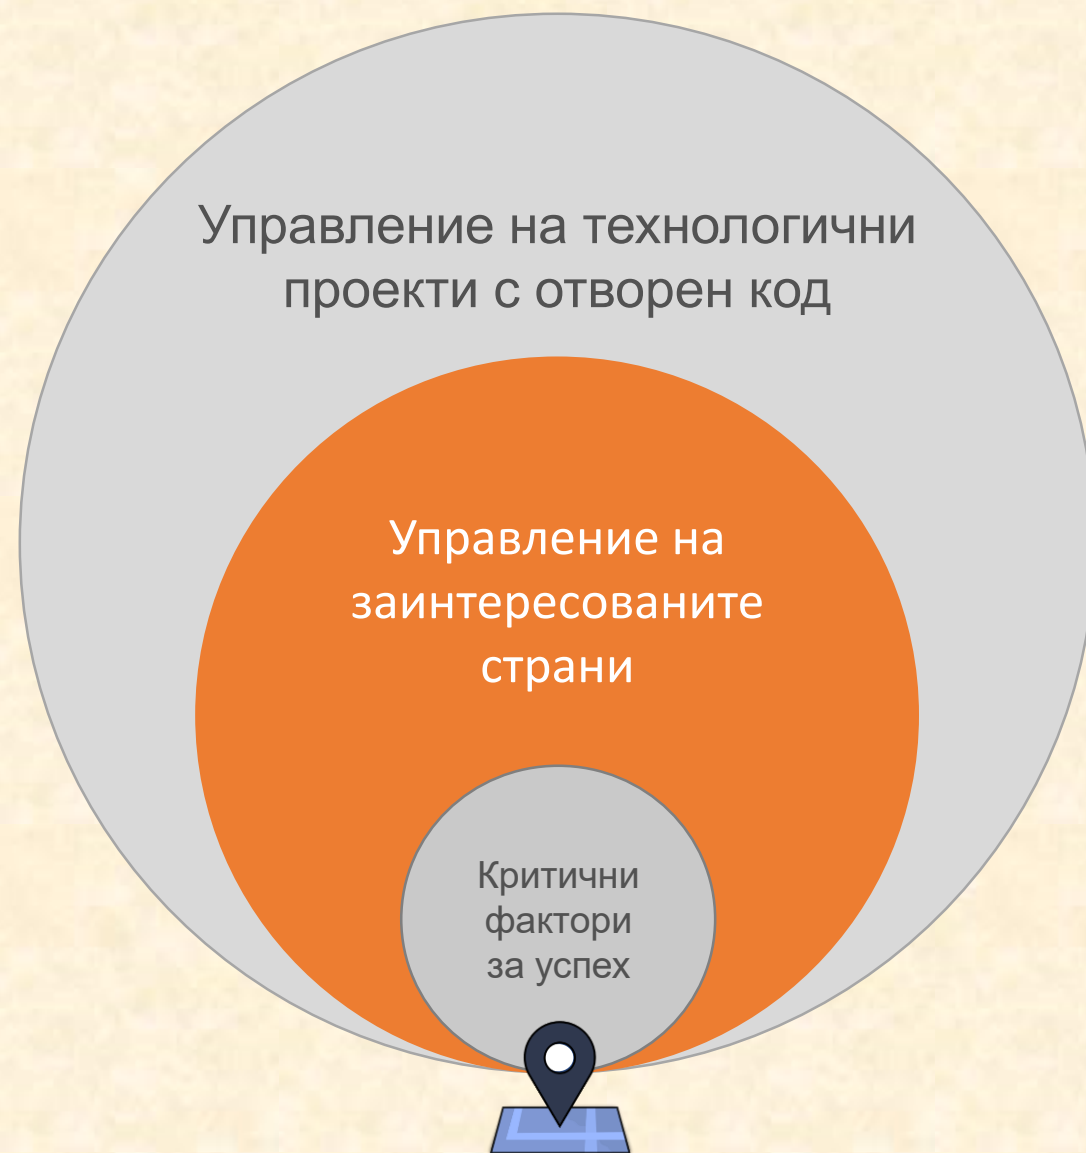 Управление на технологични
проекти с отворен код
Управление на
заинтересованите
страни
Критични
фактори
за успех